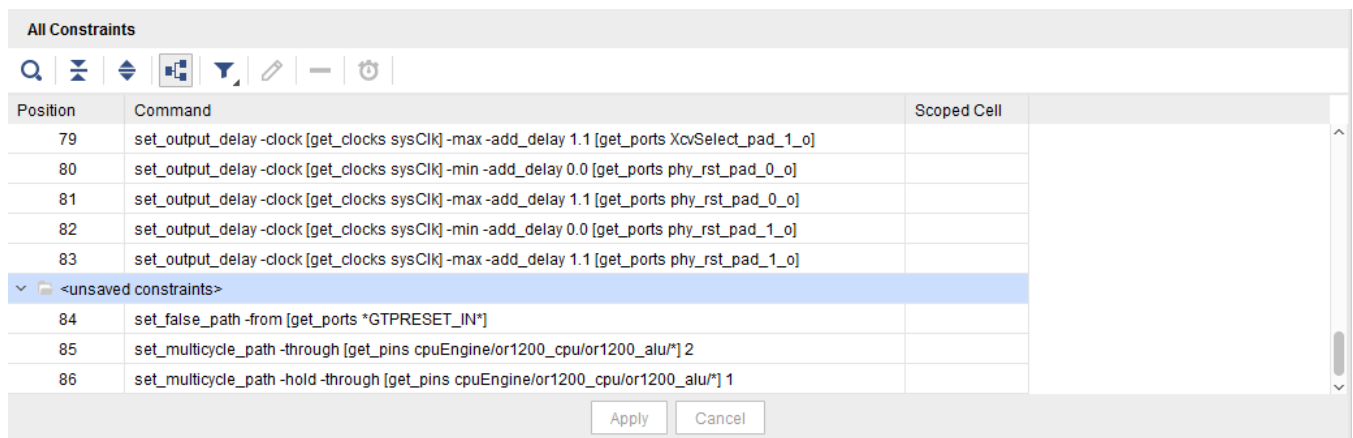 All Constraints
Position Command Scoped Cell
79 set_output_delay -clock [get_clocks sysClk] -max -add_delay 1.1 [get_ports XcvSelect_pad_1_o]
80 set_output_delay -clock [get_clocks sysClk] -min -add_delay 0.0 [get_ports phy_rst_pad_0_o]
81 set_output_delay -clock [get_clocks sysClk] -max -add_delay 1.1 [get_ports phy_rst_pad_0_o]
82 set_output_delay -clock [get_clocks sysClk] -min -add_delay 0.0 [get_ports phy_rst_pad_1_o]
83 set_output_delay -clock [get_clocks sysClk] -max -add_delay 1.1 [get_ports phy_rst_pad_1_o]
<unsaved constraints>
84 set_false_path -from [get_ports *GTPRESET_IN*]
85 set_multicycle_path -through [get_pins cpuEngine/or1200_cpu/or1200_alu/*] 2
86 set_multicycle_path -hold -through [get_pins cpuEngine/or1200_cpu/or1200_alu/*] 1
Apply Cancel